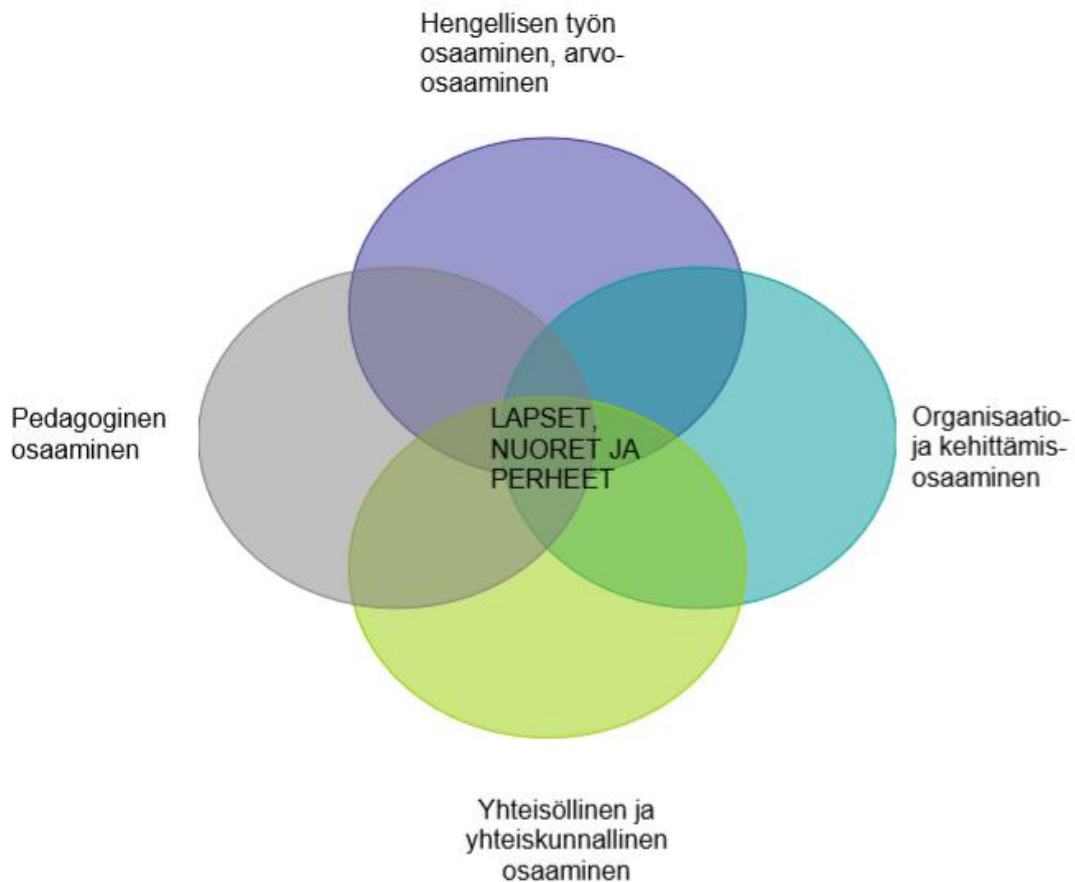 Hengellisen työn
osaaminen, arvo-
osaaminen
Pedagoginen
osaaminen
LAPSET,
NUORET JA
PERHEET
Organisaatio-
ja kehittämis-
osaaminen
Yhteisöllinen ja
yhteiskunnallinen
osaaminen